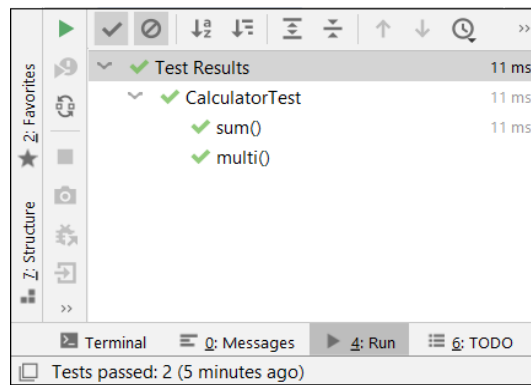 Test Results 11 ms
CalculatorTest 11 ms
sum() 11 ms
multi()
2: Favorites
7: Structure
Terminal 0: Messages 4: Run 6: TODO
Tests passed: 2 (5 minutes ago)